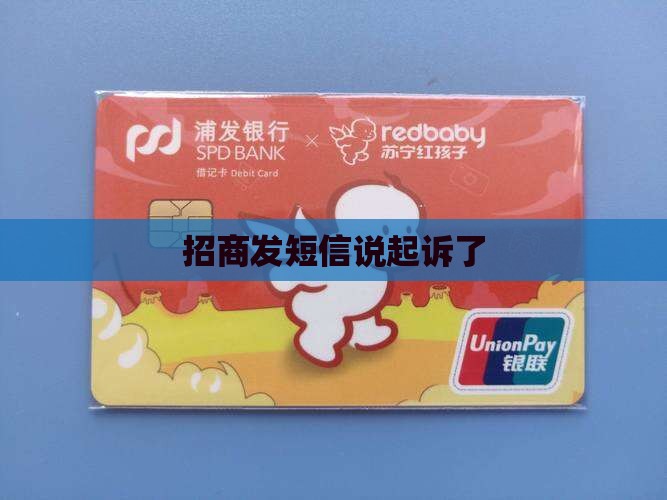 浦发银行
SPD BANK
借记卡 Debit Card
×
redbaby
苏宁红孩子
招商发短信说起诉了
UnionPay
银联